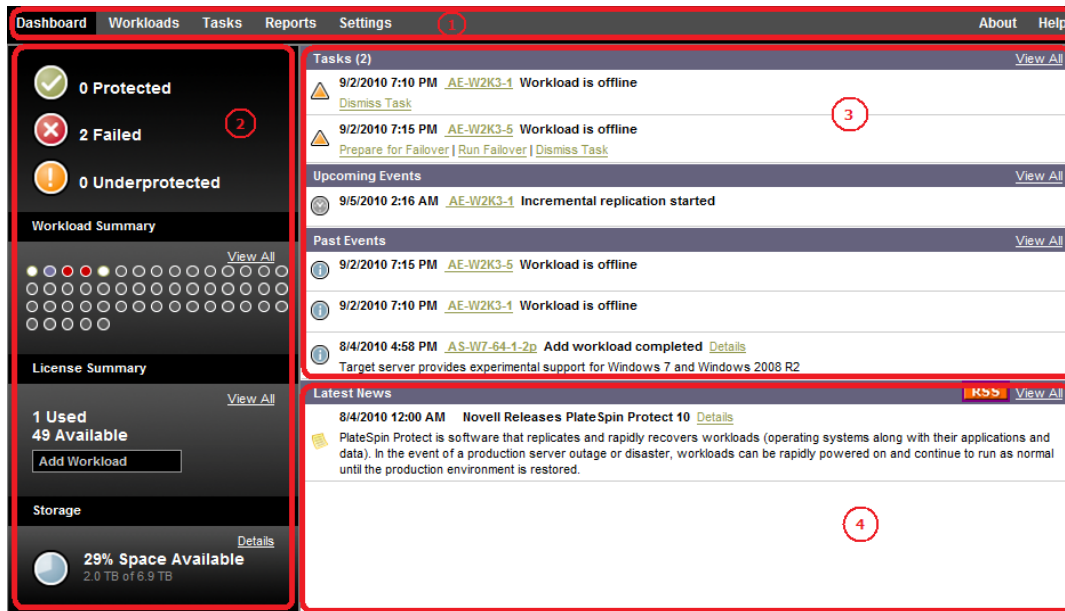 Dashboard Workloads Tasks Reports Settings 1 About Help
0 Protected
2 Failed
2
0 Underprotected
Workload Summary
View All
License Summary
View All
1 Used
49 Available
Add Workload
Storage
Details
29% Space Available
2.0 TB of 6.9 TB
Tasks (2) View All
9/2/2010 7:10 PM AE-W2K3-1 Workload is offline
Dismiss Task
3
9/2/2010 7:15 PM AE-W2K3-5 Workload is offline
Prepare for Failover | Run Failover | Dismiss Task
Upcoming Events View All
9/5/2010 2:16 AM AE-W2K3-1 Incremental replication started
Past Events View All
9/2/2010 7:15 PM AE-W2K3-5 Workload is offline
9/2/2010 7:10 PM AE-W2K3-1 Workload is offline
8/4/2010 4:58 PM AS-W7-64-1-2p Add workload completed Details
Target server provides experimental support for Windows 7 and Windows 2008 R2
Latest News RSS View All
8/4/2010 12:00 AM Novell Releases PlateSpin Protect 10 Details
PlateSpin Protect is software that replicates and rapidly recovers workloads (operating systems along with their applications and
data). In the event of a production server outage or disaster, workloads can be rapidly powered on and continue to run as normal
until the production environment is restored.
4